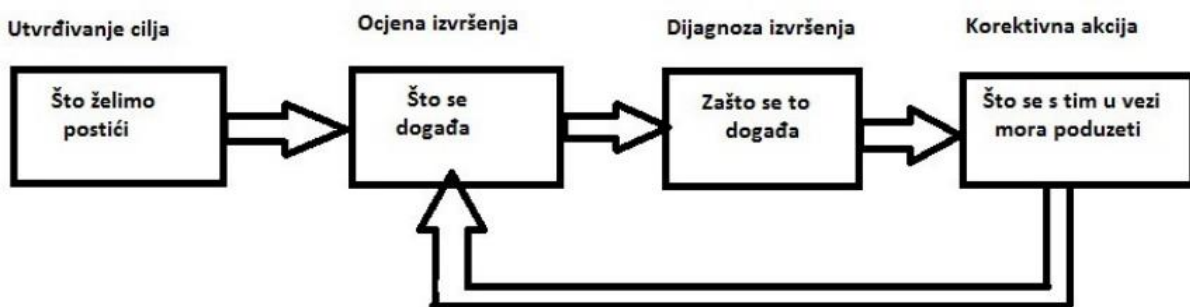 Utvrđivanje cilja
Ocjena izvršenja
Dijagnoza izvršenja
Korektivna akcija
Što želimo
postići
Što se
događa
Zašto se to
događa
Što se s tim u vezi
mora poduzeti